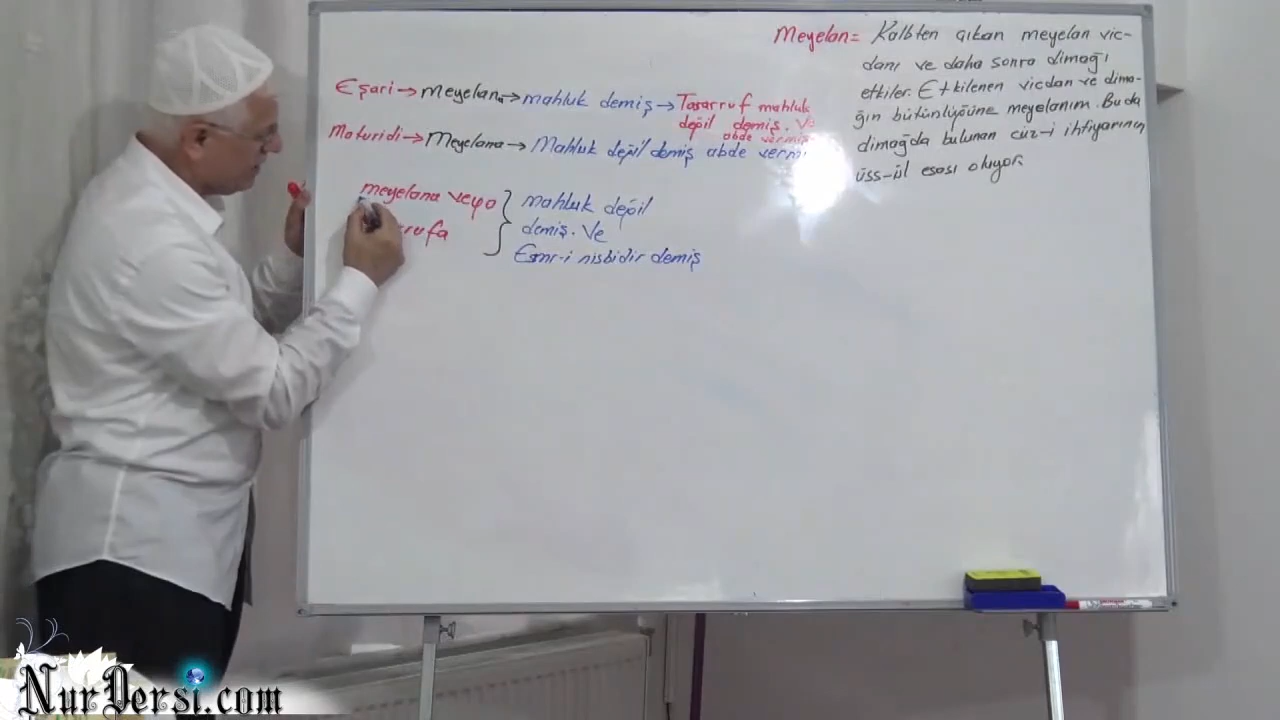 Meyelan= Kalbten çıkan meyelan vic-
danı ve daha sonra dimağı
etkiler. Etkilenen vicdan ve dima-
ğın bütünlüğüne meyelanım. Bu da
dimağda bulunan cüz-i ihtiyarının
üss-ül esası oluyor
Eşari→meyelan→mahluk demiş→Tasarruf mahluk
değil demiş. Ve
abde vermiş
Maturidi→Meyelana→Mahluk değil demiş abde vermi
meyelana veya } mahluk değil
rufa demiş. Ve
Emr-i nisbidir demiş
NurDersi.com